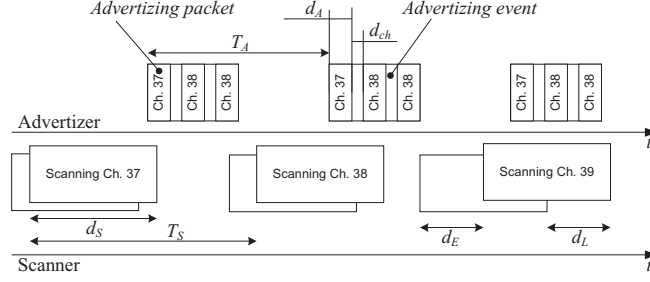 Advertizing packet
d_A
Advertizing event
T_A
d_ch
Ch. 37
Ch. 38
Ch. 38
Ch. 37
Ch. 38
Ch. 38
Ch. 37
Ch. 38
Ch. 38
Advertizer
t
Scanning Ch. 37
Scanning Ch. 38
Scanning Ch. 39
d_S
T_S
d_E
d_L
Scanner
t